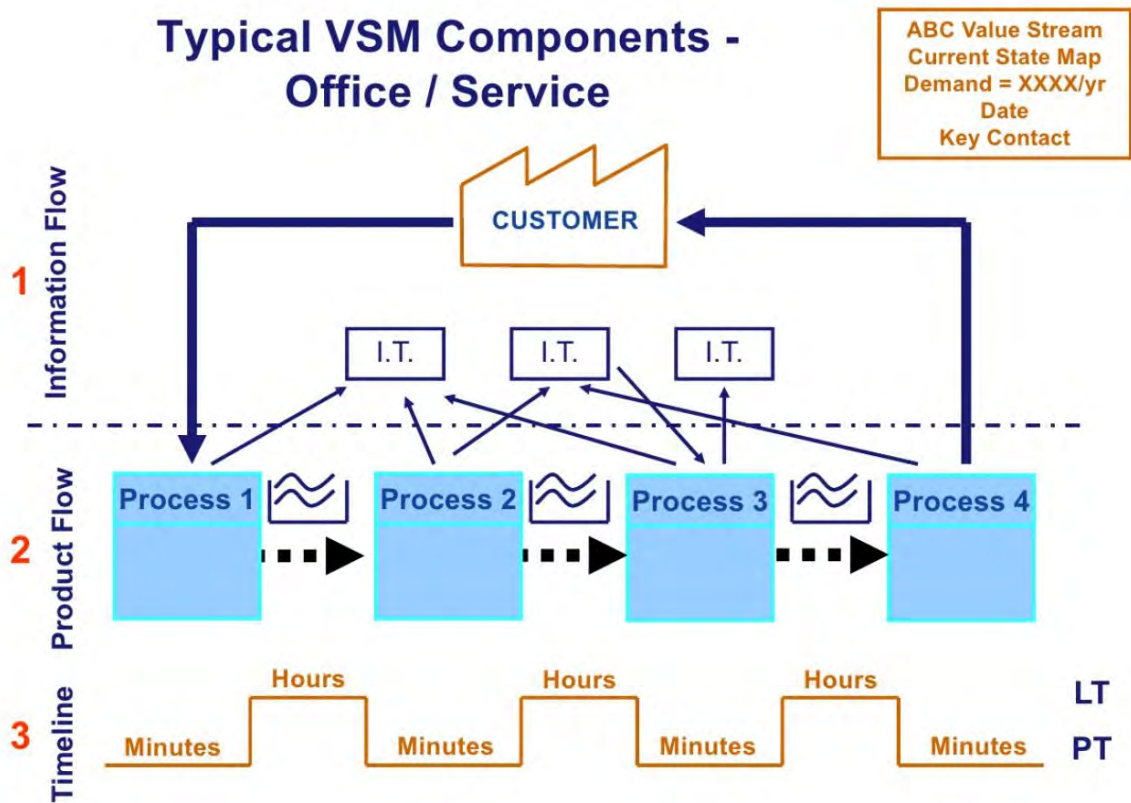 Typical VSM Components -
Office / Service
ABC Value Stream
Current State Map
Demand = XXXX/yr
Date
Key Contact
1
Information Flow
CUSTOMER
I.T.
I.T.
I.T.
2
Product Flow
Process 1
Process 2
Process 3
Process 4
3
Timeline
Hours
Hours
Hours
LT
Minutes
Minutes
Minutes
Minutes
PT